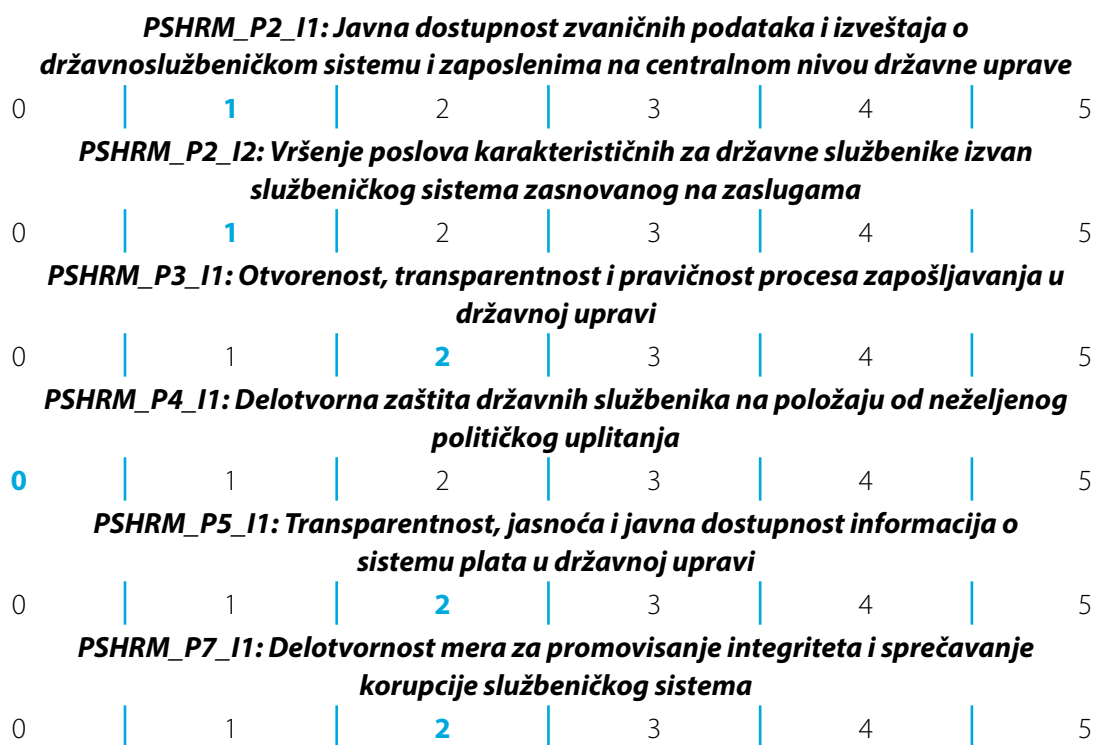 PSHRM_P2_I1: Javna dostupnost zvaničnih podataka i izveštaja o
državnoslužbeničkom sistemu i zaposlenima na centralnom nivou državne uprave
0 1 2 3 4 5
PSHRM_P2_I2: Vršenje poslova karakterističnih za državne službenike izvan
službeničkog sistema zasnovanog na zaslugama
0 1 2 3 4 5
PSHRM_P3_I1: Otvorenost, transparentnost i pravičnost procesa zapošljavanja u
državnoj upravi
0 1 2 3 4 5
PSHRM_P4_I1: Delotvorna zaštita državnih službenika na položaju od neželjenog
političkog uplitanja
0 1 2 3 4 5
PSHRM_P5_I1: Transparentnost, jasnoća i javna dostupnost informacija o
sistemu plata u državnoj upravi
0 1 2 3 4 5
PSHRM_P7_I1: Delotvornost mera za promovisanje integriteta i sprečavanje
korupcije službeničkog sistema
0 1 2 3 4 5